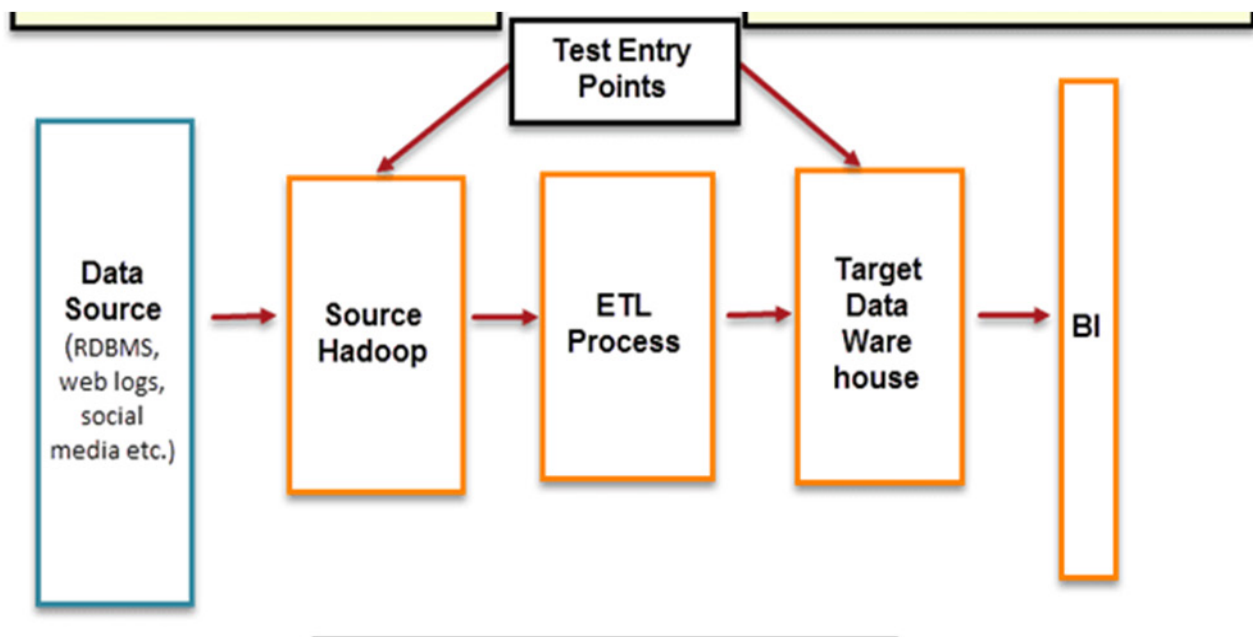 Test Entry
Points
Data
Source
(RDBMS,
web logs,
social
media etc.)
Source
Hadoop
ETL
Process
Target
Data
Ware
house
BI